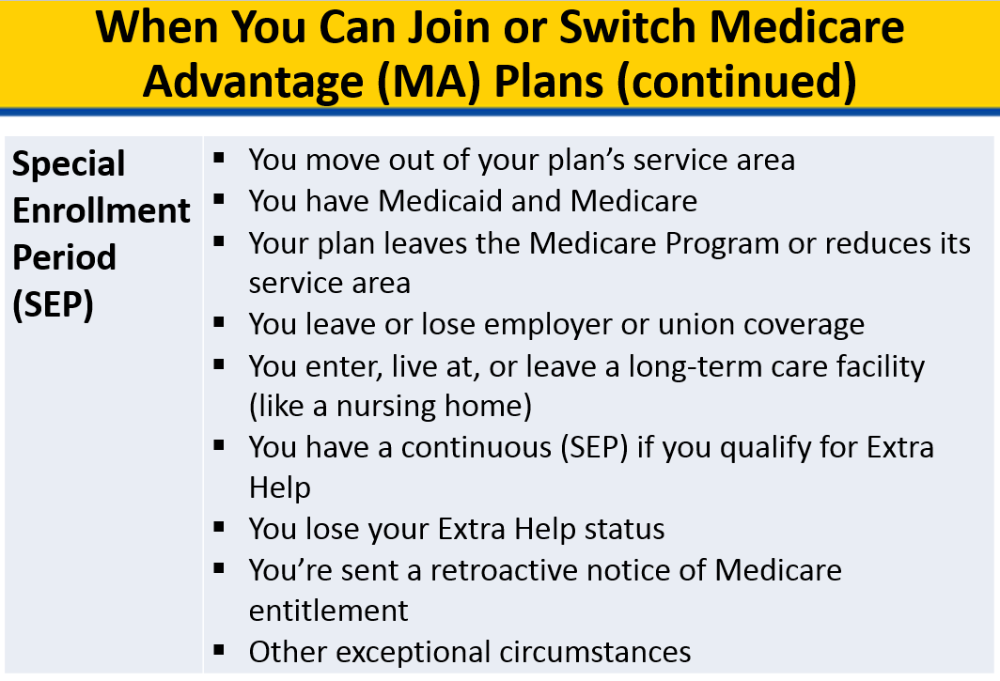 When You Can Join or Switch Medicare
Advantage (MA) Plans (continued)
Special
Enrollment
Period
(SEP)
▪ You move out of your plan’s service area
▪ You have Medicaid and Medicare
▪ Your plan leaves the Medicare Program or reduces its
service area
▪ You leave or lose employer or union coverage
▪ You enter, live at, or leave a long-term care facility
(like a nursing home)
▪ You have a continuous (SEP) if you qualify for Extra
Help
▪ You lose your Extra Help status
▪ You’re sent a retroactive notice of Medicare
entitlement
▪ Other exceptional circumstances